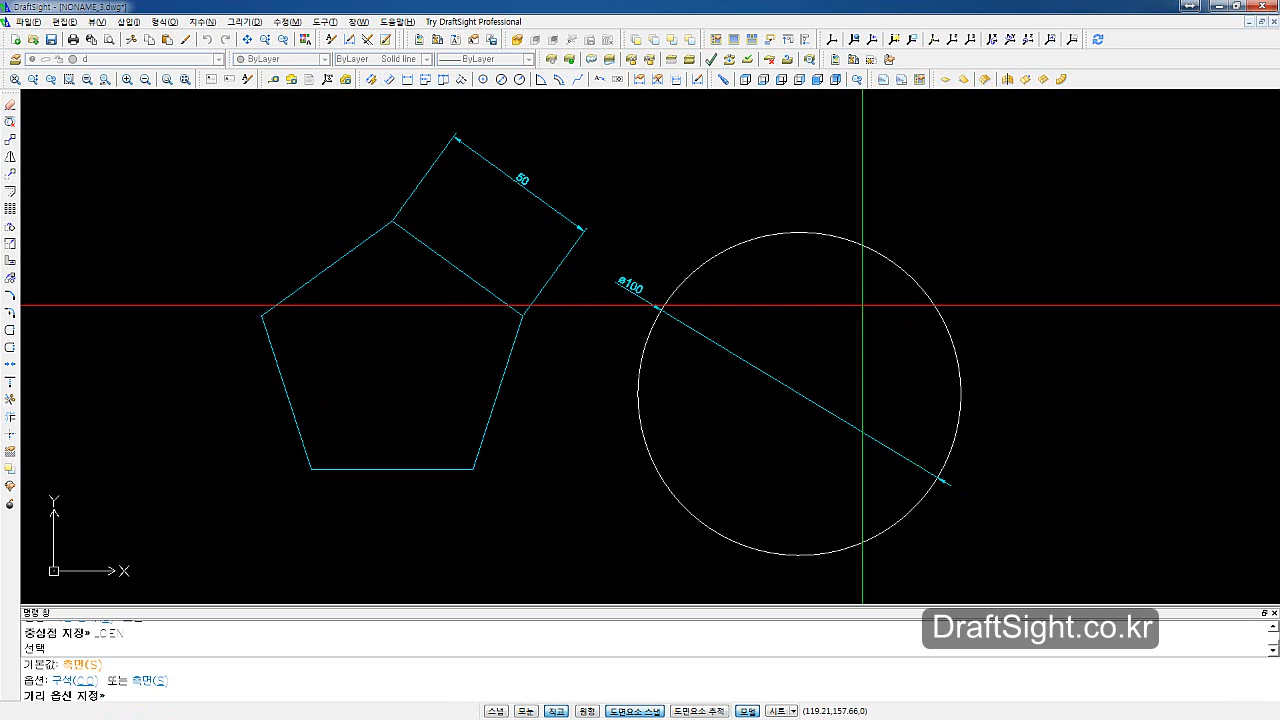 DraftSight - [NONAME_3.dwg*]
파일(F) 편집(E) 뷰(V) 삽입(I) 형식(O) 치수(N) 그리기(D) 수정(M) 도구(T) 창(W) 도움말(H) Try DraftSight Professional
d ByLayer ByLayer Solid line ByLayer
50
ø100
Y
X
명령 창
중심점 지정» _CEN
DraftSight.co.kr
선택
기본값: 측면(S)
옵션: 구석(CO) 또는 측면(S)
거리 옵션 지정»
스냅 모눈 직교 원형 도면요소 스냅 도면요소 추적 모델 시트 (119.21,157.66,0)